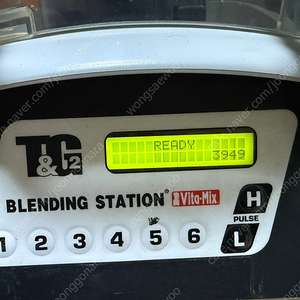 READY
3949
T&G2
BLENDING STATION® Vita-Mix
H
PULSE
1 2 3 4 5 6 L